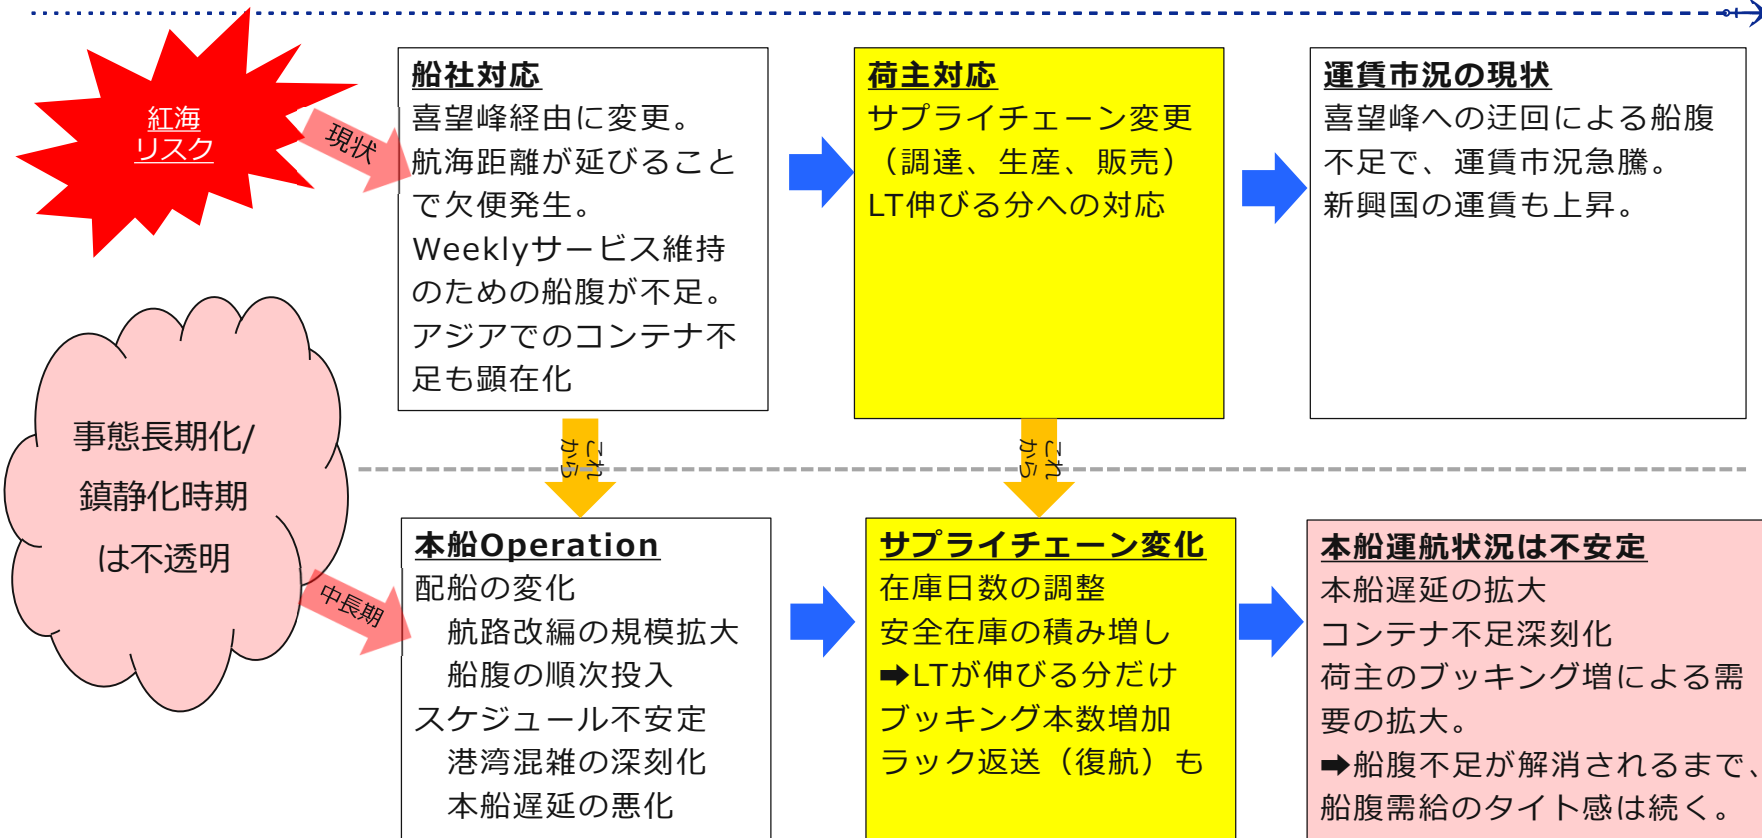 紅海
リスク
現状
船社対応
喜望峰経由に変更。
航海距離が延びること
で欠便発生。
Weeklyサービス維持
のための船腹が不足。
アジアでのコンテナ不
足も顕在化
荷主対応
サプライチェーン変更
（調達、生産、販売）
LT伸びる分への対応
運賃市況の現状
喜望峰への迂回による船腹
不足で、運賃市況急騰。
新興国の運賃も上昇。
これ
から
これ
から
事態長期化/
鎮静化時期
は不透明
中長期
本船Operation
配船の変化
航路改編の規模拡大
船腹の順次投入
スケジュール不安定
港湾混雑の深刻化
本船遅延の悪化
サプライチェーン変化
在庫日数の調整
安全在庫の積み増し
➡LTが伸びる分だけ
ブッキング本数増加
ラック返送（復航）も
本船運航状況は不安定
本船遅延の拡大
コンテナ不足深刻化
荷主のブッキング増による需
要の拡大。
➡船腹不足が解消されるまで、
船腹需給のタイト感は続く。